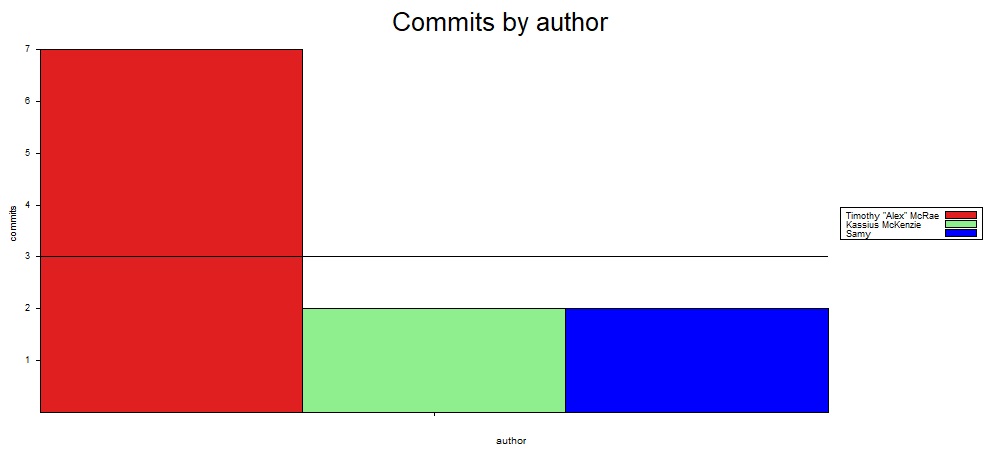 Commits by author
7
6
5
4
3
2
1
commits
author
Timothy "Alex" McRae
Kassius McKenzie
Samy